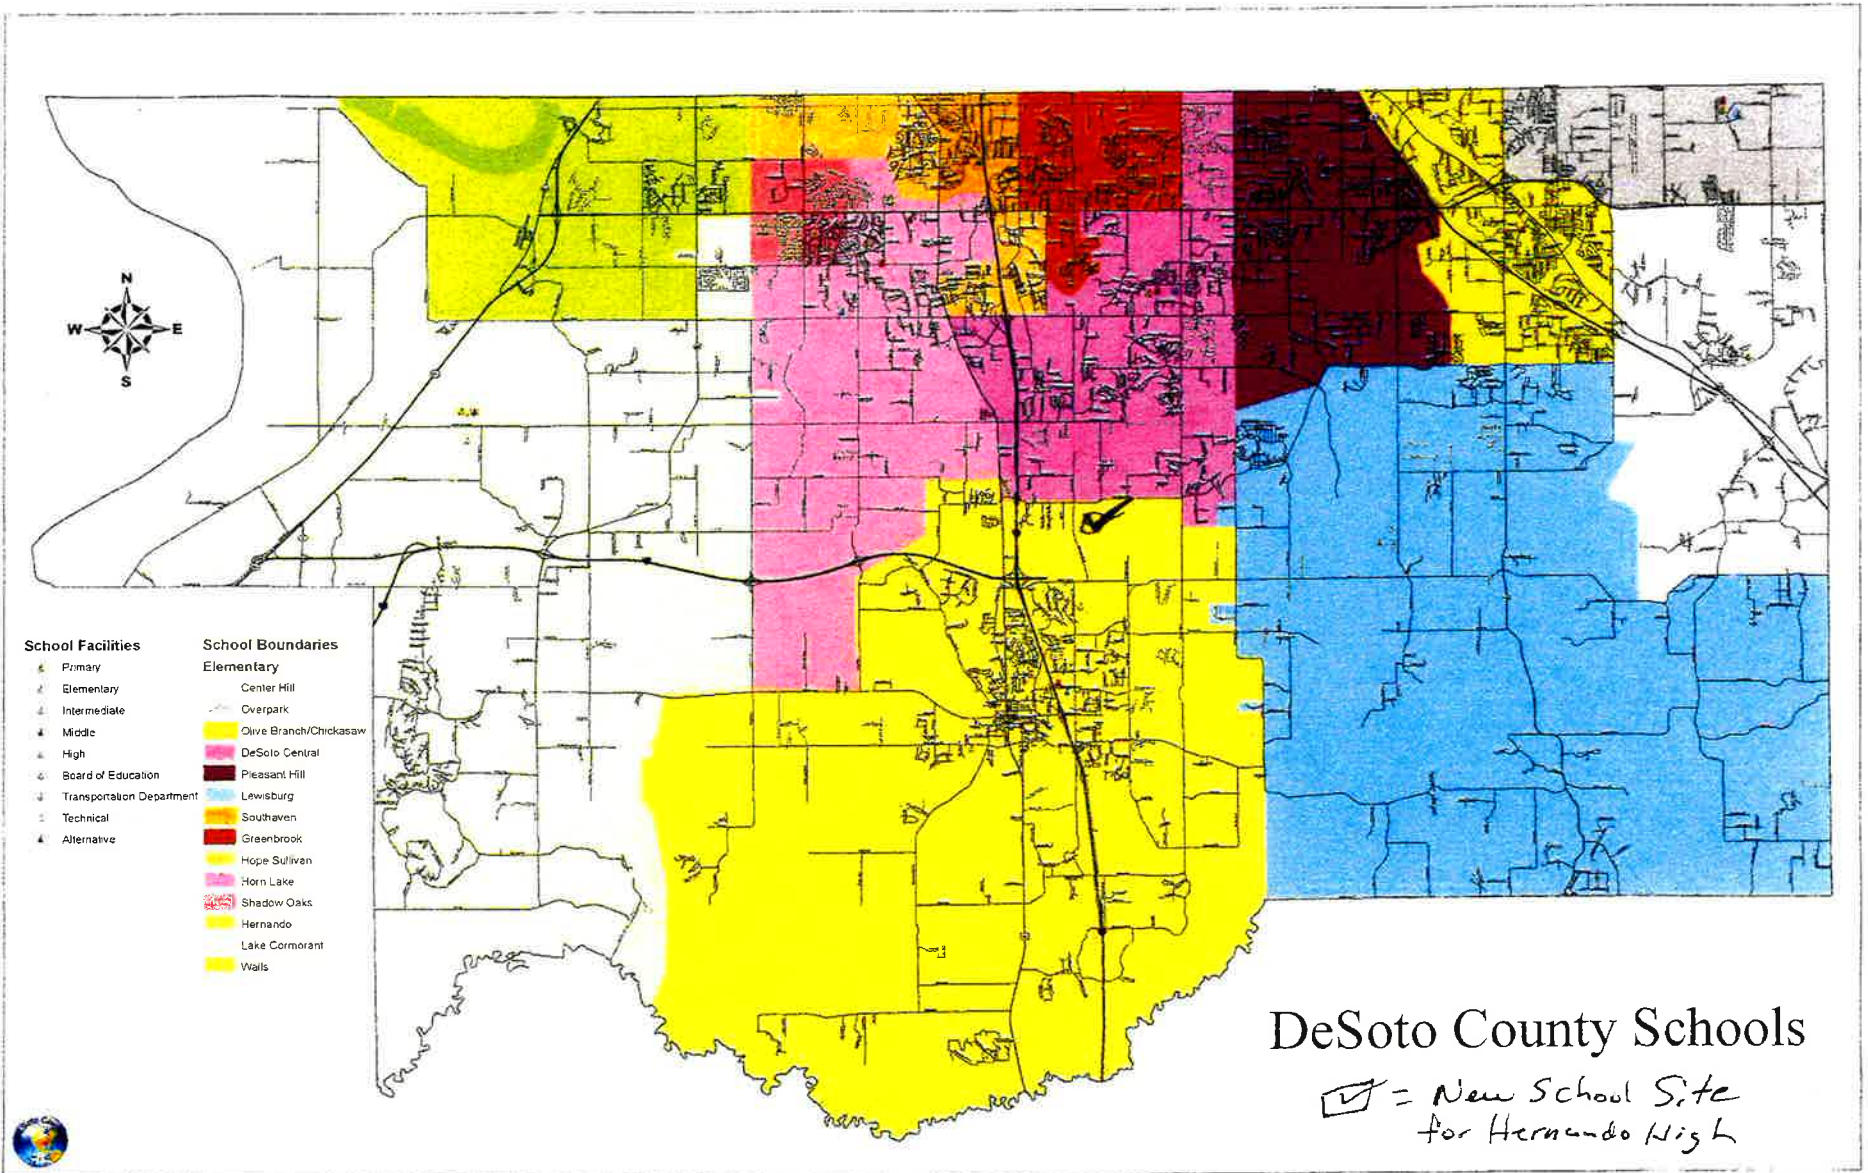 N
W E
S
School Facilities
Primary
Elementary
Intermediate
Middle
High
Board of Education
Transportation Department
Technical
Alternative
School Boundaries
Elementary
Center Hill
Overpark
Olive Branch/Chickasaw
DeSoto Central
Pleasant Hill
Lewisburg
Southaven
Greenbrook
Hope Sullivan
Horn Lake
Shadow Oaks
Hernando
Lake Cormorant
Walls
DeSoto County Schools
= New School Site
for Hernando High